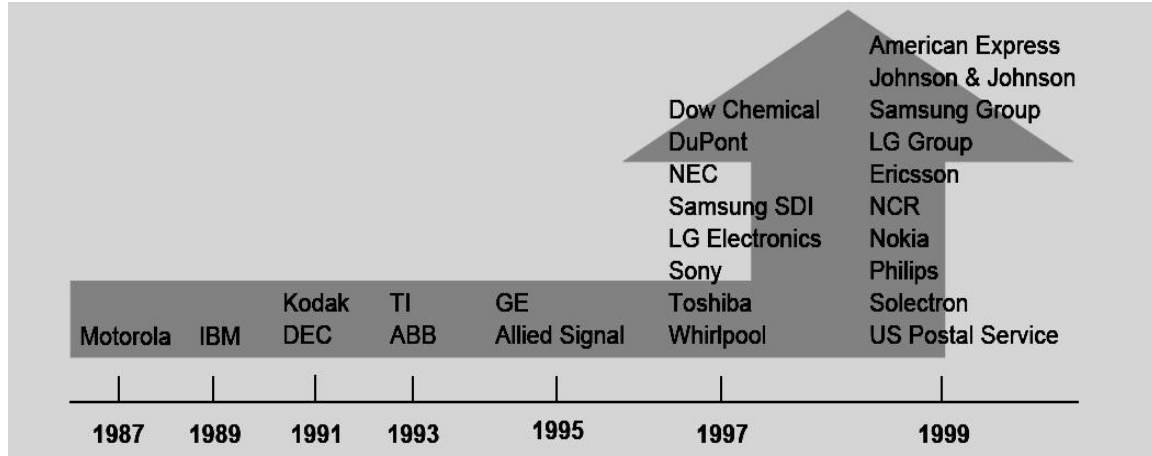 Motorola
1987
IBM
1989
Kodak
DEC
1991
TI
ABB
1993
GE
Allied Signal
1995
Dow Chemical
DuPont
NEC
Samsung SDI
LG Electronics
Sony
Toshiba
Whirlpool
1997
American Express
Johnson & Johnson
Samsung Group
LG Group
Ericsson
NCR
Nokia
Philips
Solectron
US Postal Service
1999